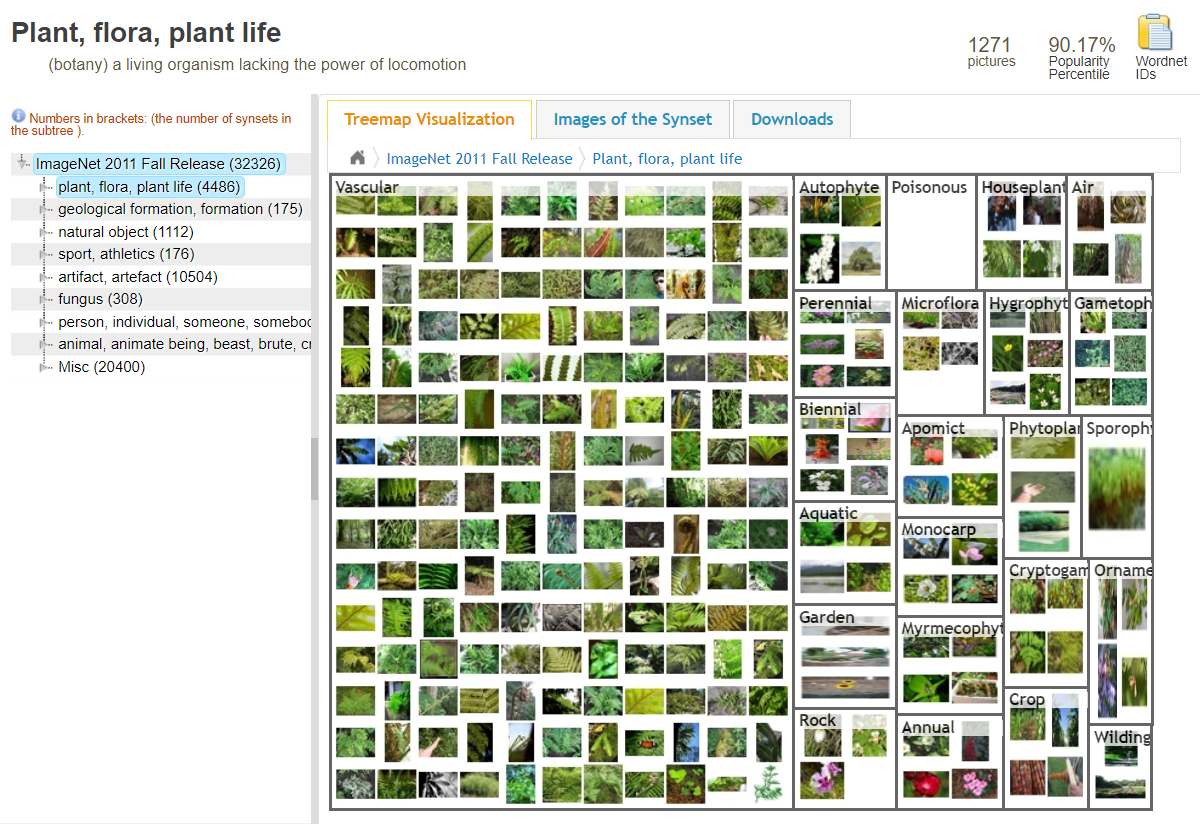 Plant, flora, plant life
(botany) a living organism lacking the power of locomotion
1271
pictures
90.17%
Popularity
Percentile
Wordnet
IDs
Numbers in brackets: (the number of synsets in
the subtree ).
ImageNet 2011 Fall Release (32326)
plant, flora, plant life (4486)
geological formation, formation (175)
natural object (1112)
sport, athletics (176)
artifact, artefact (10504)
fungus (308)
person, individual, someone, someboo
animal, animate being, beast, brute, cr
Misc (20400)
Treemap Visualization
Images of the Synset
Downloads
ImageNet 2011 Fall Release
Plant, flora, plant life
Vascular
Autophyte
Poisonous
Houseplant
Air
Perennial
Microflora
Hygrophyt
Gametoph
Biennial
Apomict
Phytoplar
Sporophy
Aquatic
Monocarp
Cryptogam
Orname
Garden
Myrmecophyt
Rock
Annual
Crop
Wilding